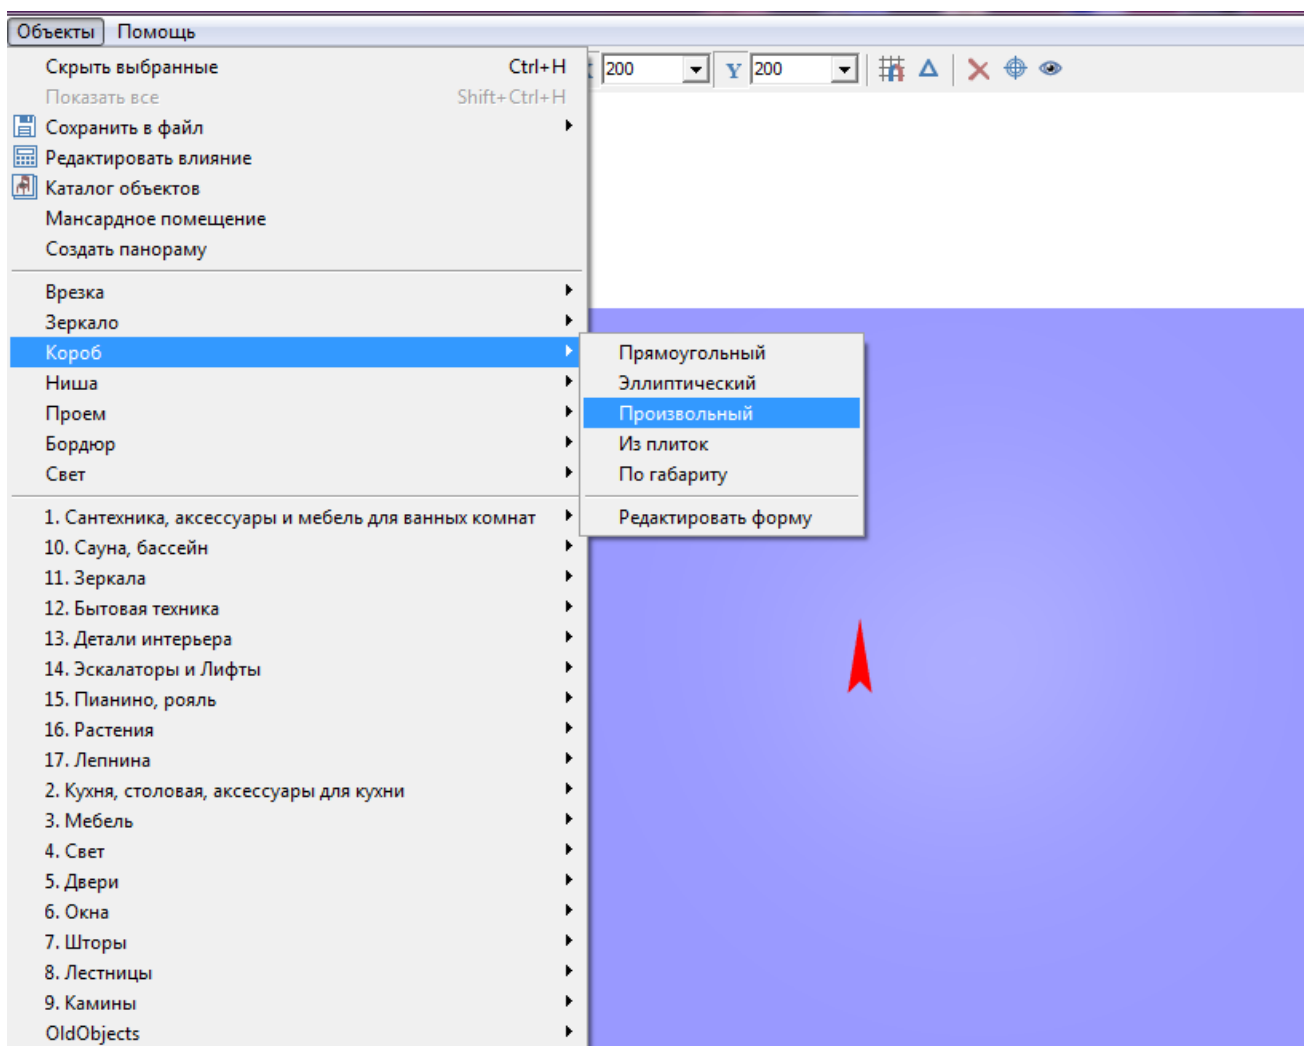 Объекты Помощь
Скрыть выбранные Ctrl+H
200 Y 200
Показать все Shift+Ctrl+H
Сохранить в файл
Редактировать влияние
Каталог объектов
Мансардное помещение
Создать панораму
Врезка
Зеркало
Короб
Ниша
Проем
Бордюр
Свет
Прямоугольный
Эллиптический
Произвольный
Из плиток
По габариту
Редактировать форму
1. Сантехника, аксессуары и мебель для ванных комнат
10. Сауна, бассейн
11. Зеркала
12. Бытовая техника
13. Детали интерьера
14. Эскалаторы и Лифты
15. Пианино, рояль
16. Растения
17. Лепнина
2. Кухня, столовая, аксессуары для кухни
3. Мебель
4. Свет
5. Двери
6. Окна
7. Шторы
8. Лестницы
9. Камины
OldObjects